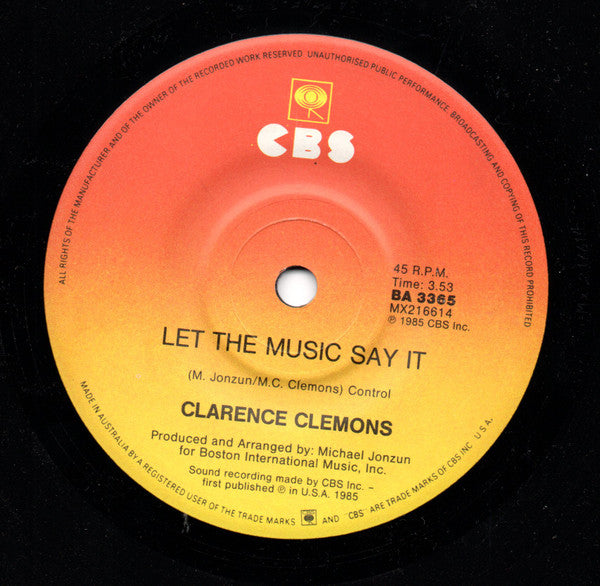 ALL RIGHTS OF THE MANUFACTURER AND OF THE OWNER OF THE RECORDED WORK RESERVED UNAUTHORISED PUBLIC PERFORMANCE, BROADCASTING AND COPYING OF THIS RECORD PROHIBITED
CBS
45 R.P.M.
Time: 3.53
BA 3365
MX216614
℗ 1985 CBS Inc.
LET THE MUSIC SAY IT
(M. Jonzun/M.C. Clemons) Control
CLARENCE CLEMONS
Produced and Arranged by: Michael Jonzun
for Boston International Music, Inc.
Sound recording made by CBS Inc. –
first published ℗ in U.S.A. 1985
MADE IN AUSTRALIA BY A REGISTERED USER OF THE TRADE MARKS AND "CBS" ARE TRADE MARKS OF CBS INC U.S.A.